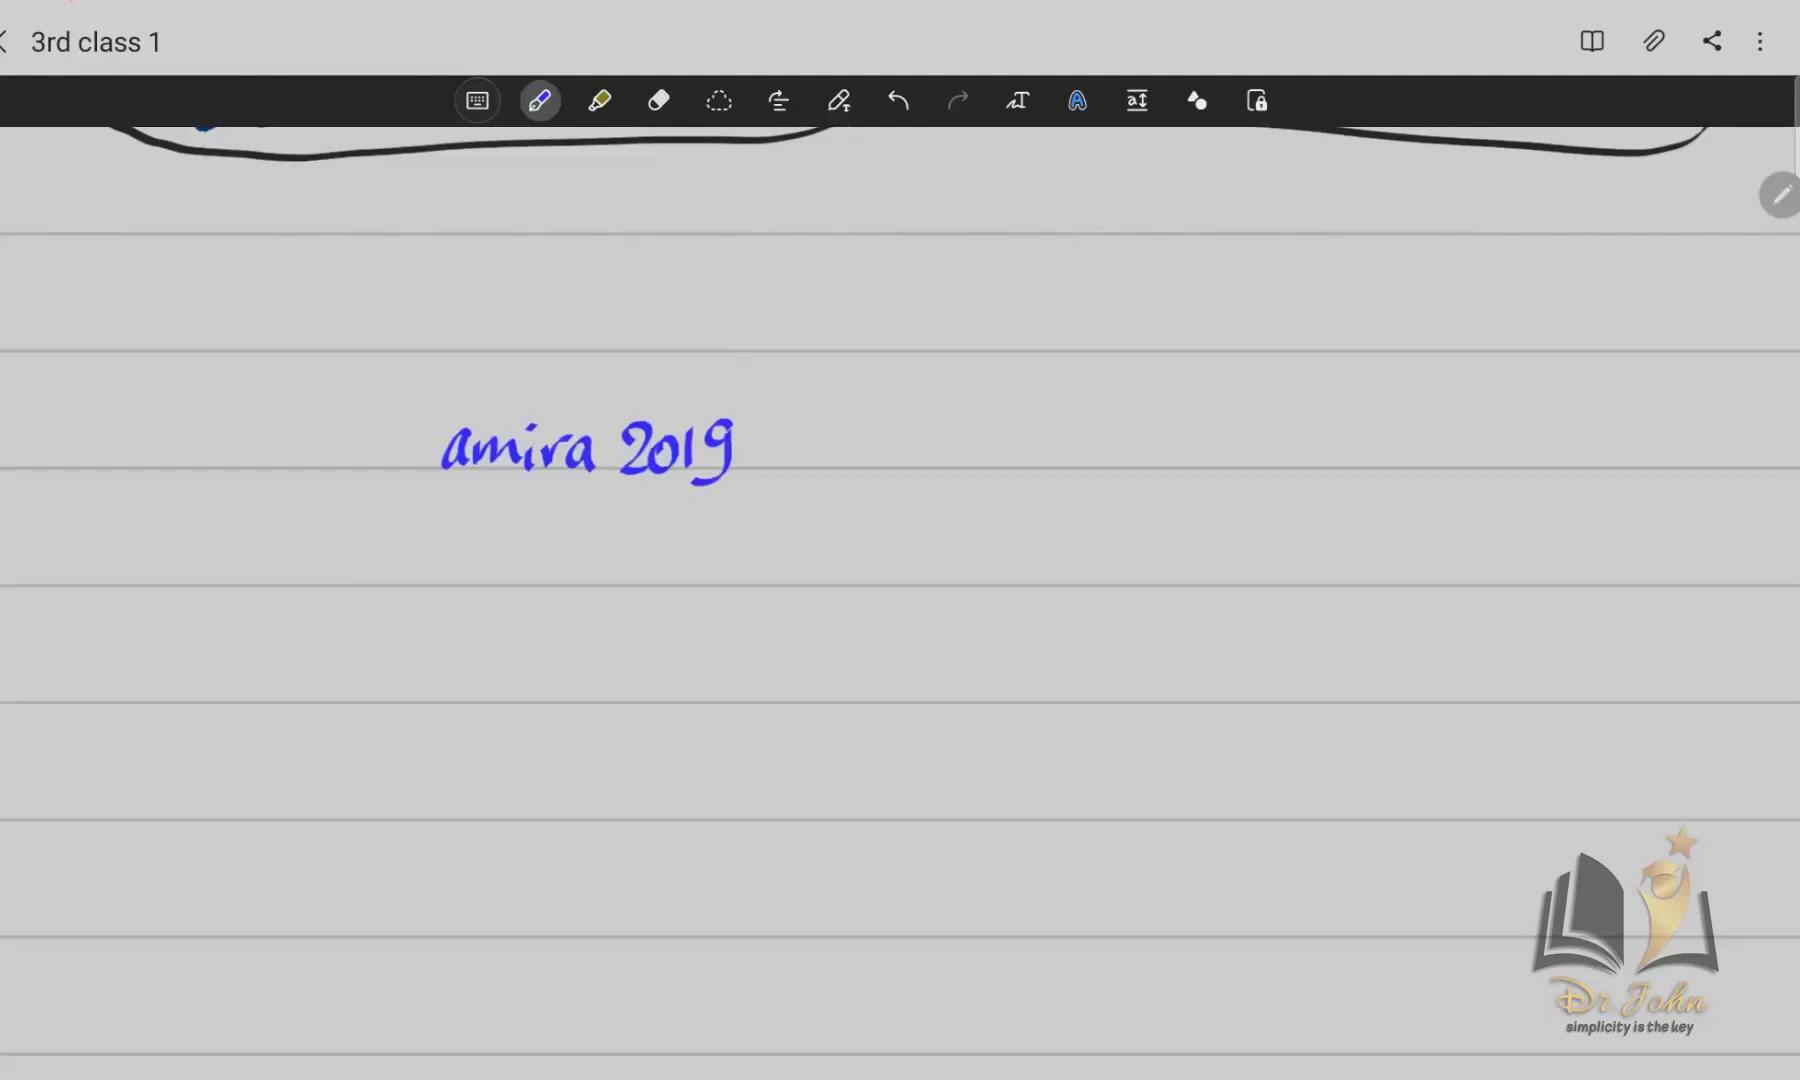 3rd class 1
amira 2019
Dr. John
simplicity is the key